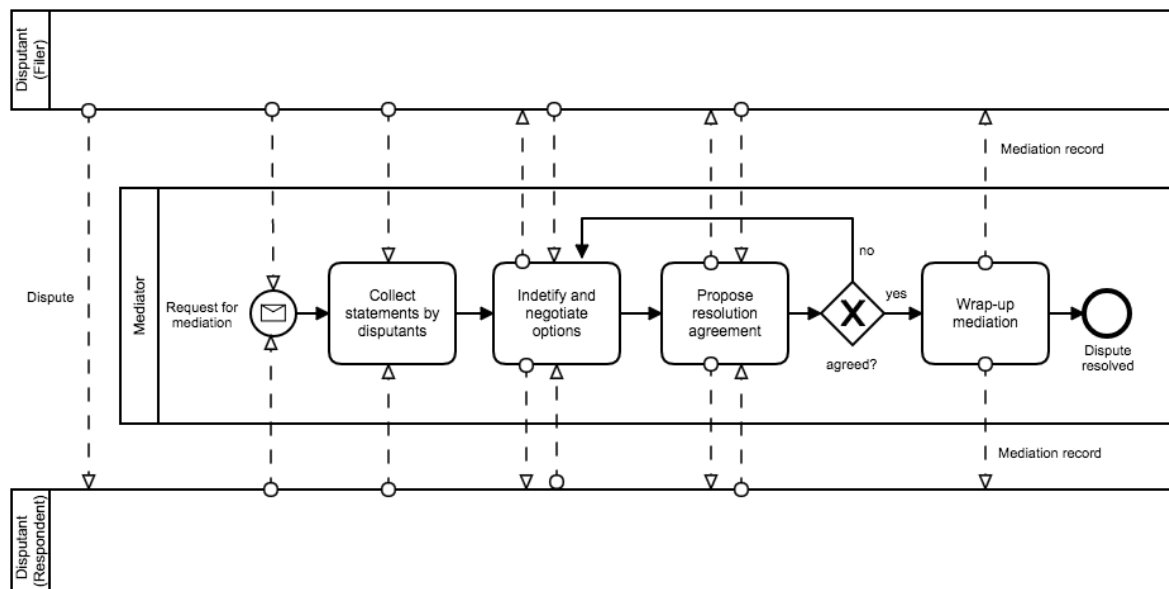 Disputant
(Filer)
Mediation record
Mediator
Dispute
Request for
mediation
Collect
statements by
disputants
Indetify and
negotiate
options
Propose
resolution
agreement
no
yes
agreed?
Wrap-up
mediation
Dispute
resolved
Mediation record
Disputant
(Respondent)